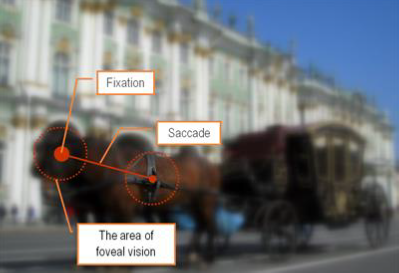 Fixation
Saccade
The area of
foveal vision